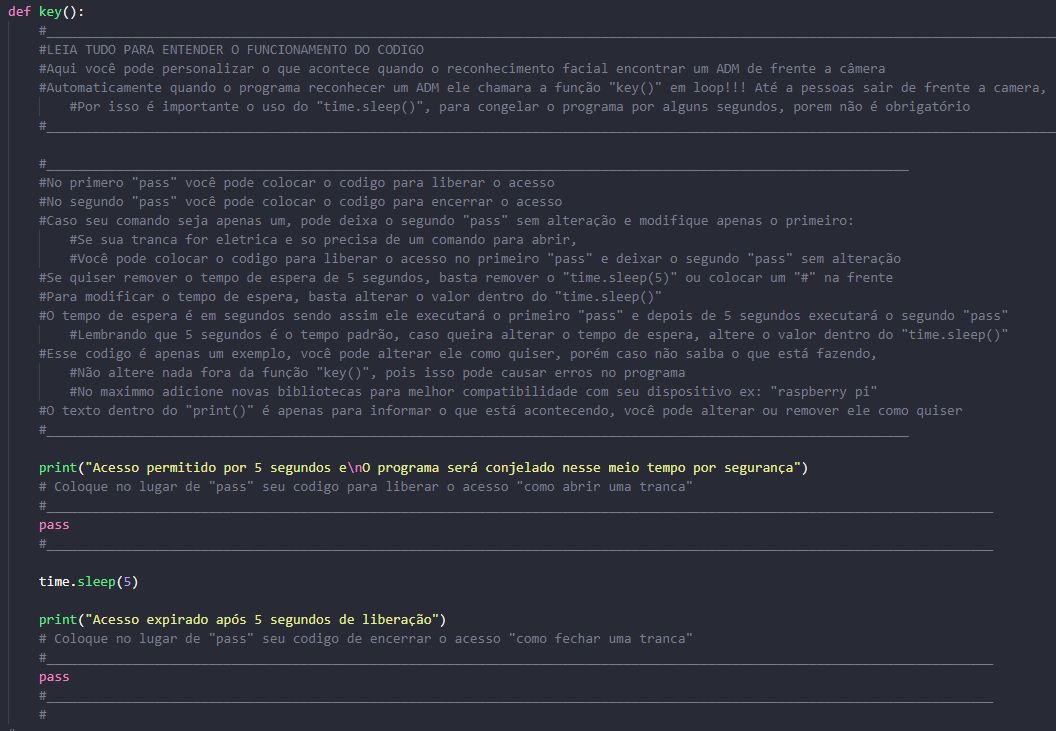 def key():
#______________________________________________________________________________________________________________________________________
#LEIA TUDO PARA ENTENDER O FUNCIONAMENTO DO CODIGO
#Aqui você pode personalizar o que acontece quando o reconhecimento facial encontrar um ADM de frente a câmera
#Automaticamente quando o programa reconhecer um ADM ele chamara a função "key()" em loop!!! Até a pessoas sair de frente a camera,
#Por isso é importante o uso do "time.sleep()", para congelar o programa por alguns segundos, porem não é obrigatório
#______________________________________________________________________________________________________________________________________
#________________________________________________________________________________________________________________
#No primero "pass" você pode colocar o codigo para liberar o acesso
#No segundo "pass" você pode colocar o codigo para encerrar o acesso
#Caso seu comando seja apenas um, pode deixa o segundo "pass" sem alteração e modifique apenas o primeiro:
#Se sua tranca for eletrica e so precisa de um comando para abrir,
#Você pode colocar o codigo para liberar o acesso no primeiro "pass" e deixar o segundo "pass" sem alteração
#Se quiser remover o tempo de espera de 5 segundos, basta remover o "time.sleep(5)" ou colocar um "#" na frente
#Para modificar o tempo de espera, basta alterar o valor dentro do "time.sleep()"
#O tempo de espera é em segundos sendo assim ele executará o primeiro "pass" e depois de 5 segundos executará o segundo "pass"
#Lembrando que 5 segundos é o tempo padrão, caso queira alterar o tempo de espera, altere o valor dentro do "time.sleep()"
#Esse codigo é apenas um exemplo, você pode alterar ele como quiser, porém caso não saiba o que está fazendo,
#Não altere nada fora da função "key()", pois isso pode causar erros no programa
#No maximmo adicione novas bibliotecas para melhor compatibilidade com seu dispositivo ex: "raspberry pi"
#O texto dentro do "print()" é apenas para informar o que está acontecendo, você pode alterar ou remover ele como quiser
#________________________________________________________________________________________________________________
print("Acesso permitido por 5 segundos e\nO programa será conjelado nesse meio tempo por segurança")
# Coloque no lugar de "pass" seu codigo para liberar o acesso "como abrir uma tranca"
#___________________________________________________________________________________________________________________________
pass
#___________________________________________________________________________________________________________________________
time.sleep(5)
print("Acesso expirado após 5 segundos de liberação")
# Coloque no lugar de "pass" seu codigo de encerrar o acesso "como fechar uma tranca"
#___________________________________________________________________________________________________________________________
pass
#___________________________________________________________________________________________________________________________
#